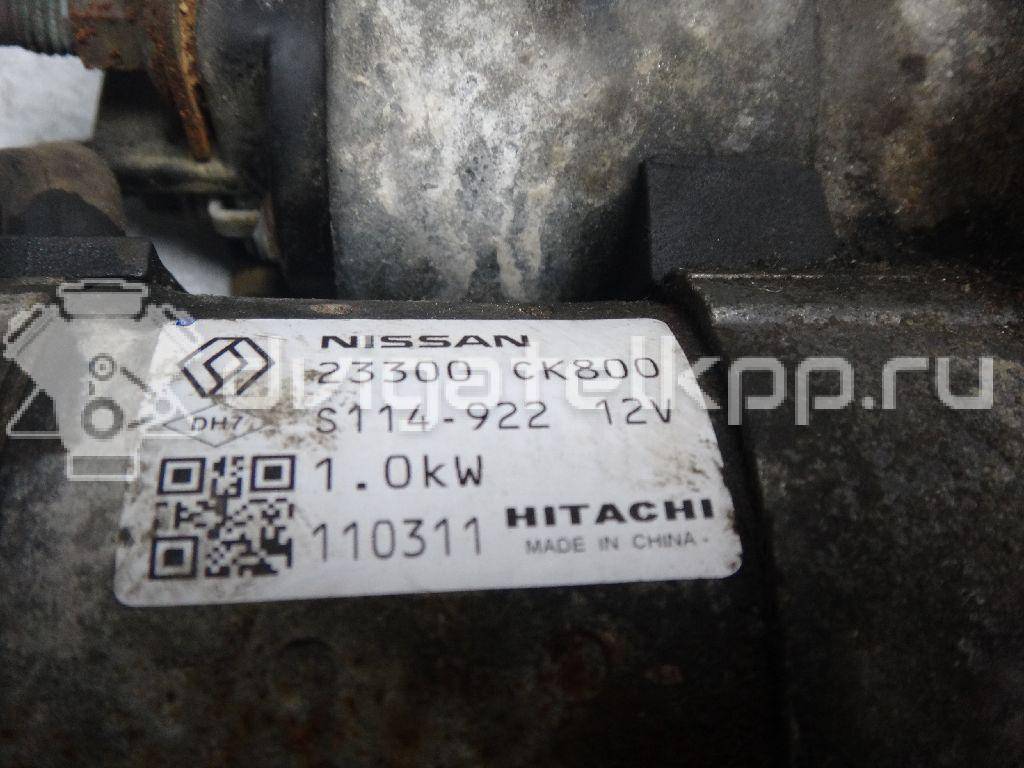 NISSAN
23300 CK800
DH7
S114-922 12V
1.0kW
110311 HITACHI
MADE IN CHINA -
DvigatelKPP.ru